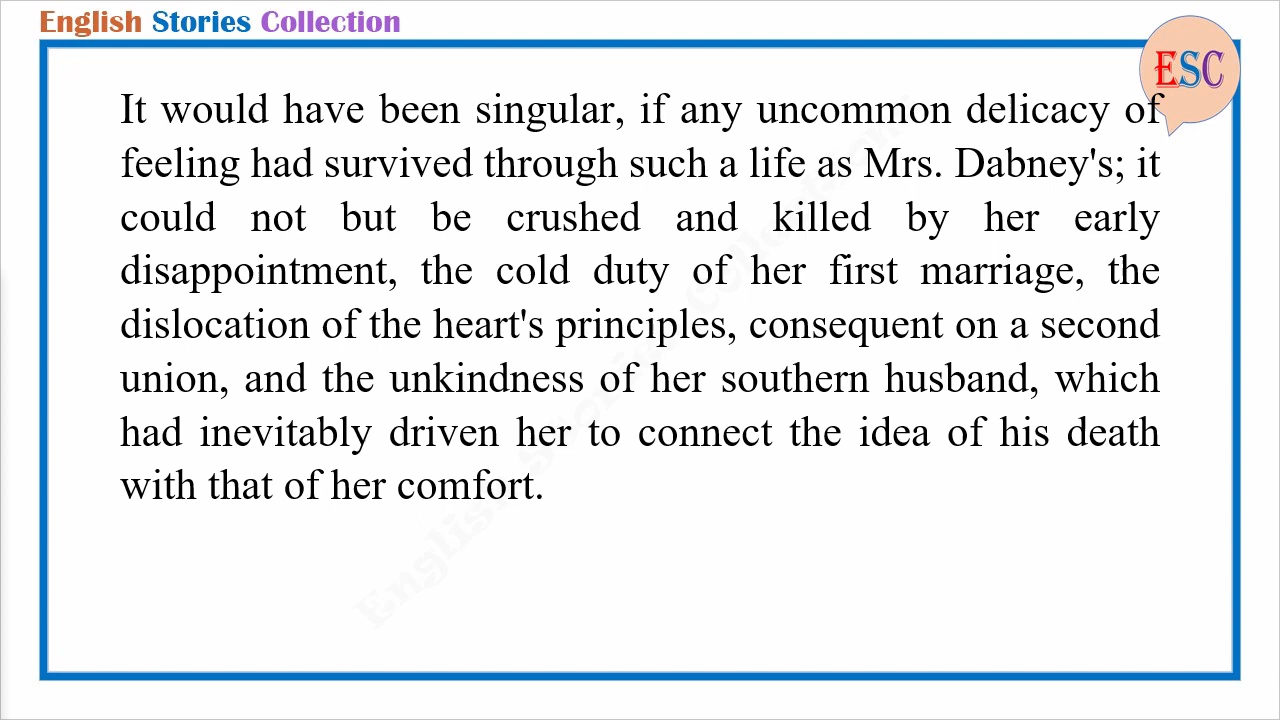 English Stories Collection
ESC
It would have been singular, if any uncommon delicacy of
feeling had survived through such a life as Mrs. Dabney's; it
could not but be crushed and killed by her early
disappointment, the cold duty of her first marriage, the
dislocation of the heart's principles, consequent on a second
union, and the unkindness of her southern husband, which
had inevitably driven her to connect the idea of his death
with that of her comfort.
English Stories Collection